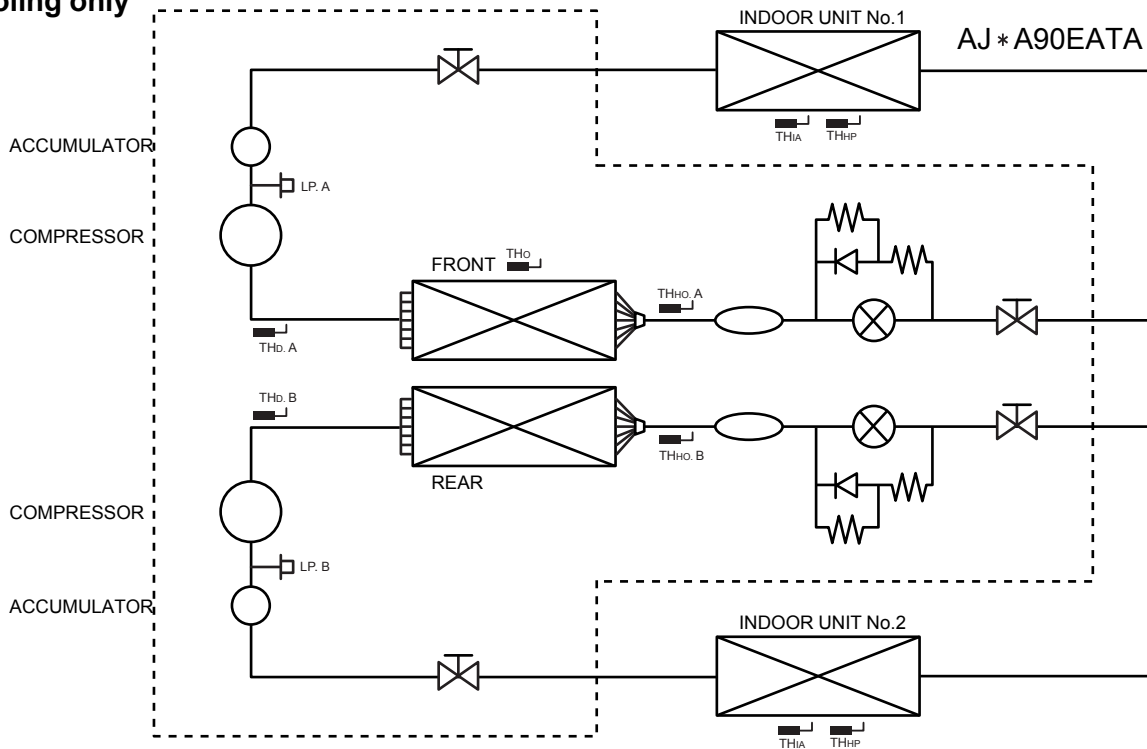 oling only
INDOOR UNIT No.1
AJ * A90EATA
THIA THHP
ACCUMULATOR
LP. A
COMPRESSOR
FRONT THO
THHO. A
THD. A
THD. B
THHO. B
REAR
COMPRESSOR
LP. B
ACCUMULATOR
INDOOR UNIT No.2
THIA THHP